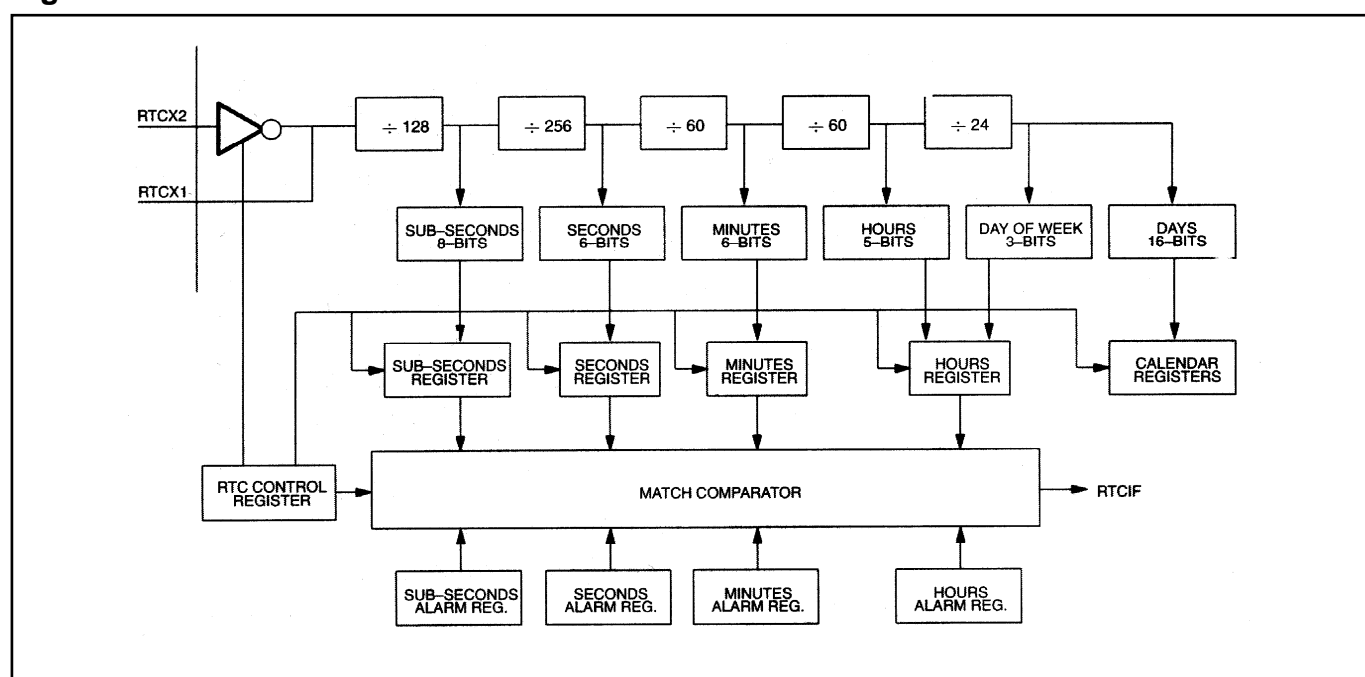 RTCX2
÷ 128
÷ 256
÷ 60
÷ 60
÷ 24
RTCX1
SUB–SECONDS
8–BITS
SECONDS
6–BITS
MINUTES
6–BITS
HOURS
5–BITS
DAY OF WEEK
3–BITS
DAYS
16–BITS
SUB–SECONDS
REGISTER
SECONDS
REGISTER
MINUTES
REGISTER
HOURS
REGISTER
CALENDAR
REGISTERS
RTC CONTROL
REGISTER
MATCH COMPARATOR
RTCIF
SUB–SECONDS
ALARM REG.
SECONDS
ALARM REG.
MINUTES
ALARM REG.
HOURS
ALARM REG.